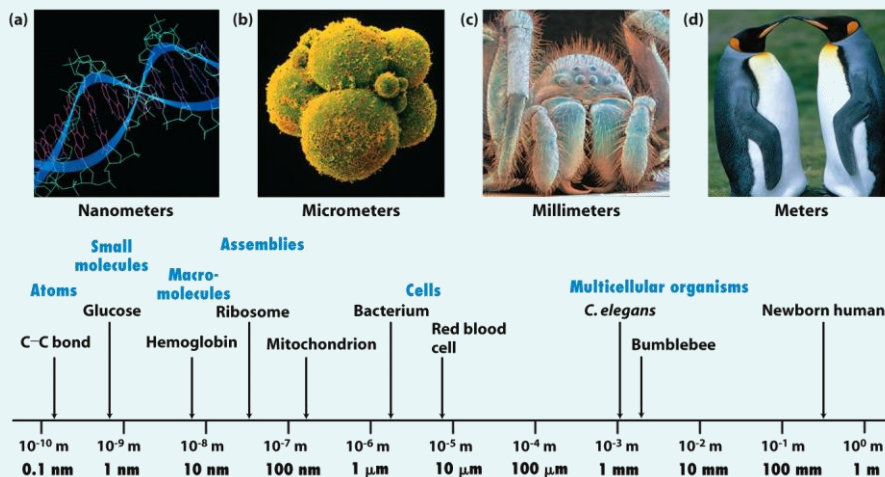 (a) (b) (c) (d)
Nanometers Micrometers Millimeters Meters
Assemblies
Small
molecules
Macro-
molecules
Atoms Cells Multicellular organisms
Glucose Ribosome Bacterium C. elegans Newborn human
Red blood
cell
C–C bond Hemoglobin Mitochondrion Bumblebee
10⁻¹⁰ m 10⁻⁹ m 10⁻⁸ m 10⁻⁷ m 10⁻⁶ m 10⁻⁵ m 10⁻⁴ m 10⁻³ m 10⁻² m 10⁻¹ m 10⁰ m
0.1 nm 1 nm 10 nm 100 nm 1 μm 10 μm 100 μm 1 mm 10 mm 100 mm 1 m